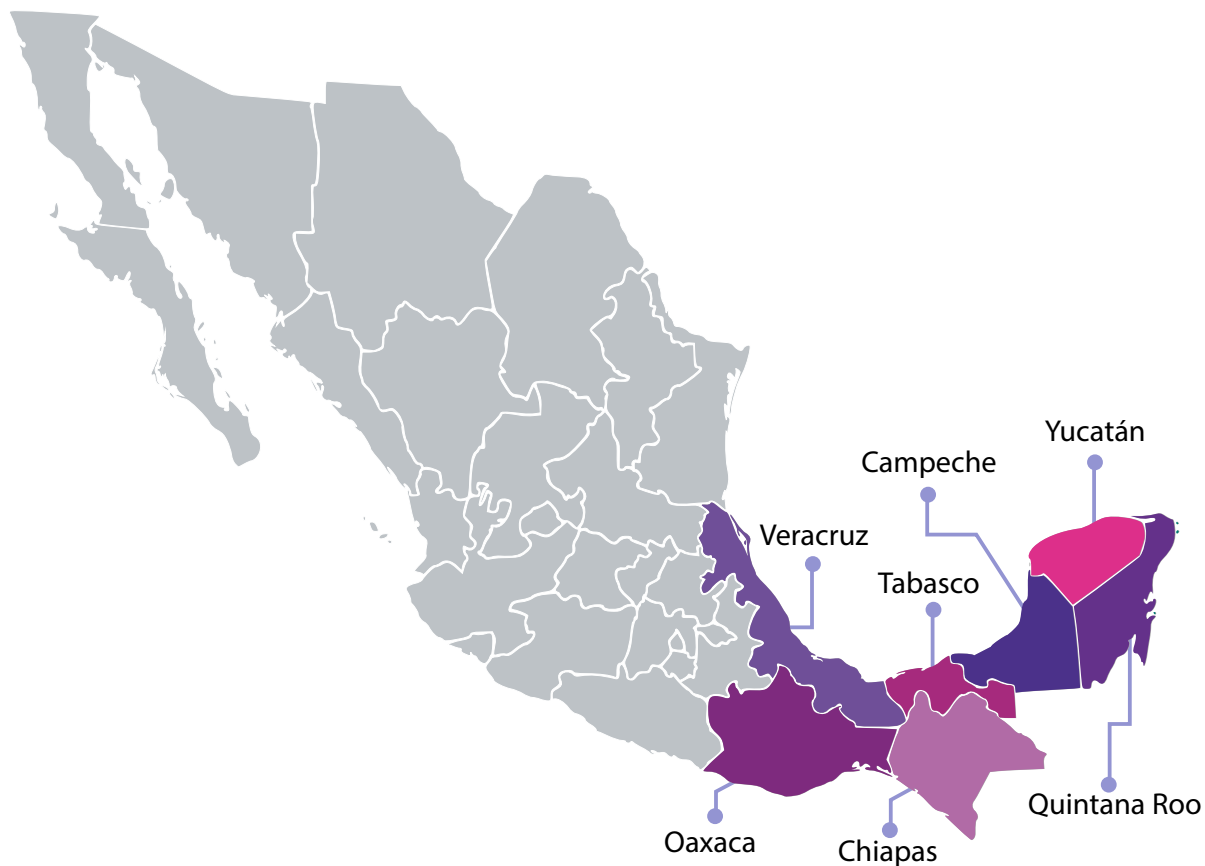 Yucatán
Campeche
Veracruz
Tabasco
Quintana Roo
Oaxaca
Chiapas